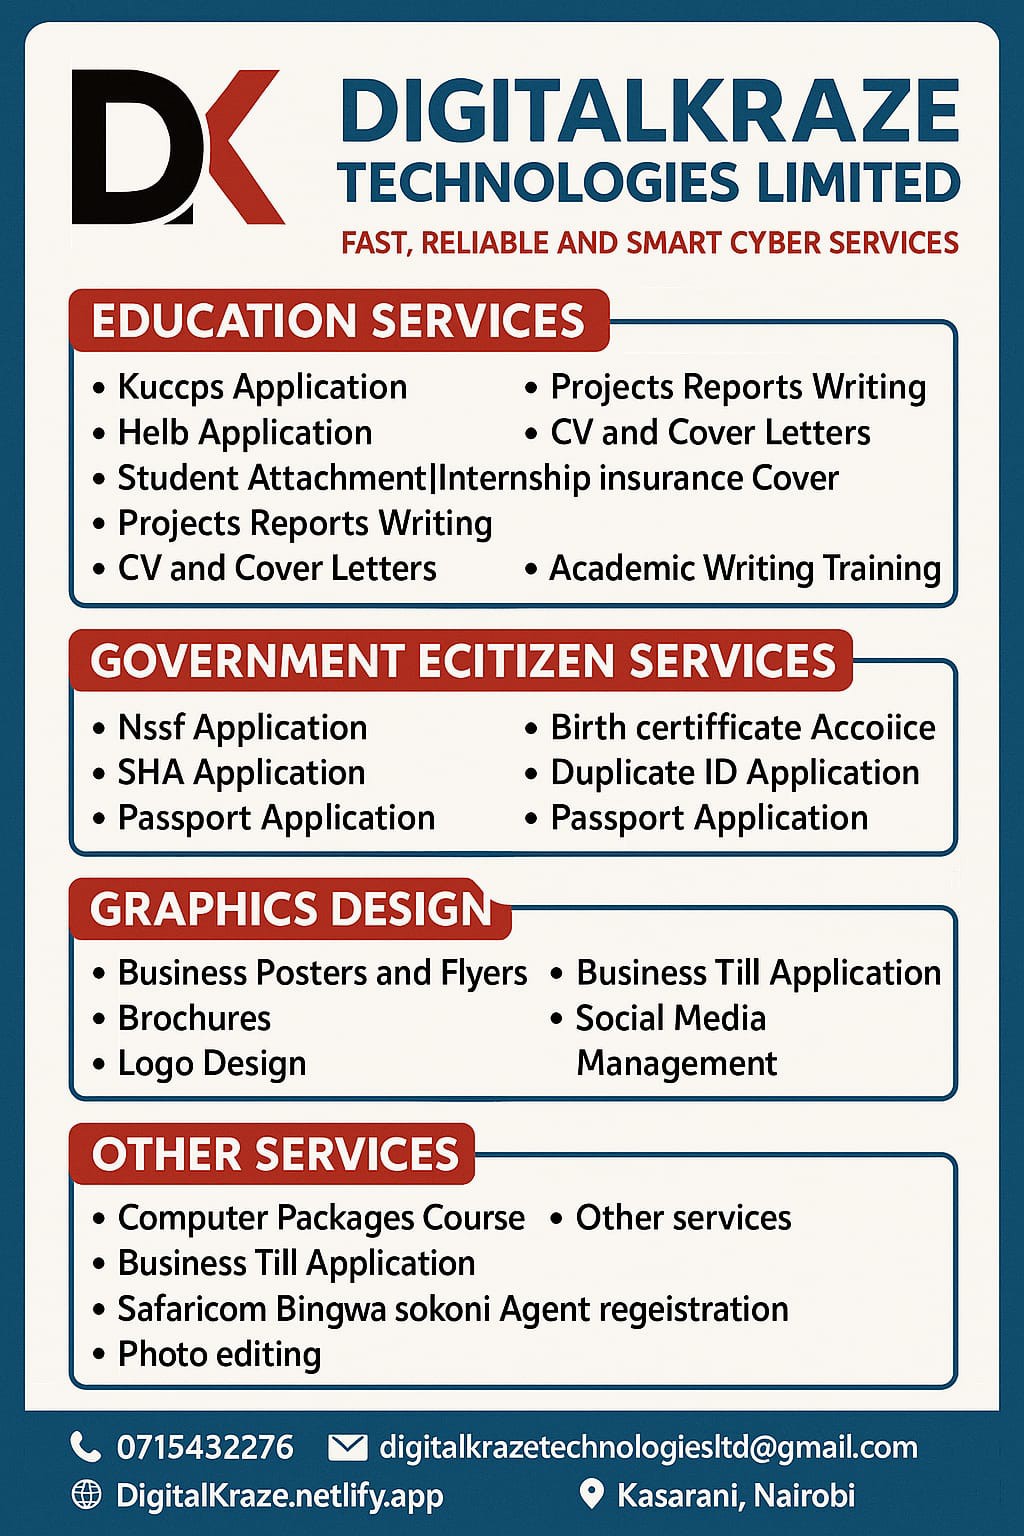 DK
DIGITALKRAZE
TECHNOLOGIES LIMITED
FAST, RELIABLE AND SMART CYBER SERVICES
EDUCATION SERVICES
• Kuccps Application
• Projects Reports Writing
• Helb Application
• CV and Cover Letters
• Student Attachment|Internship insurance Cover
• Projects Reports Writing
• CV and Cover Letters
• Academic Writing Training
GOVERNMENT ECITIZEN SERVICES
• Nssf Application
• Birth certifficate Accoiice
• SHA Application
• Duplicate ID Application
• Passport Application
• Passport Application
GRAPHICS DESIGN
• Business Posters and Flyers
• Business Till Application
• Brochures
• Social Media
Management
• Logo Design
OTHER SERVICES
• Computer Packages Course
• Other services
• Business Till Application
• Safaricom Bingwa sokoni Agent regeistration
• Photo editing
0715432276
digitalkrazetechnologiesltd@gmail.com
DigitalKraze.netlify.app
Kasarani, Nairobi